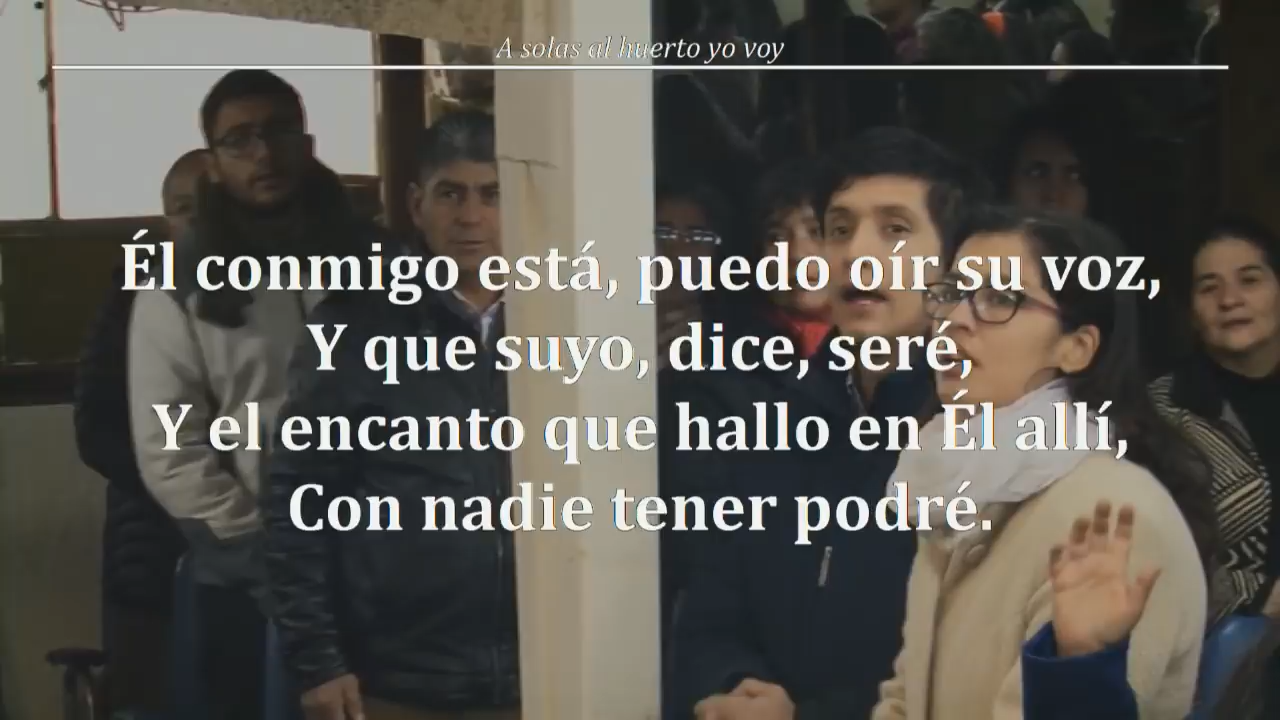 A solas al huerto yo voy
Él conmigo está, puedo oír su voz,
Y que suyo, dice, seré,
Y el encanto que hallo en Él allí,
Con nadie tener podré.